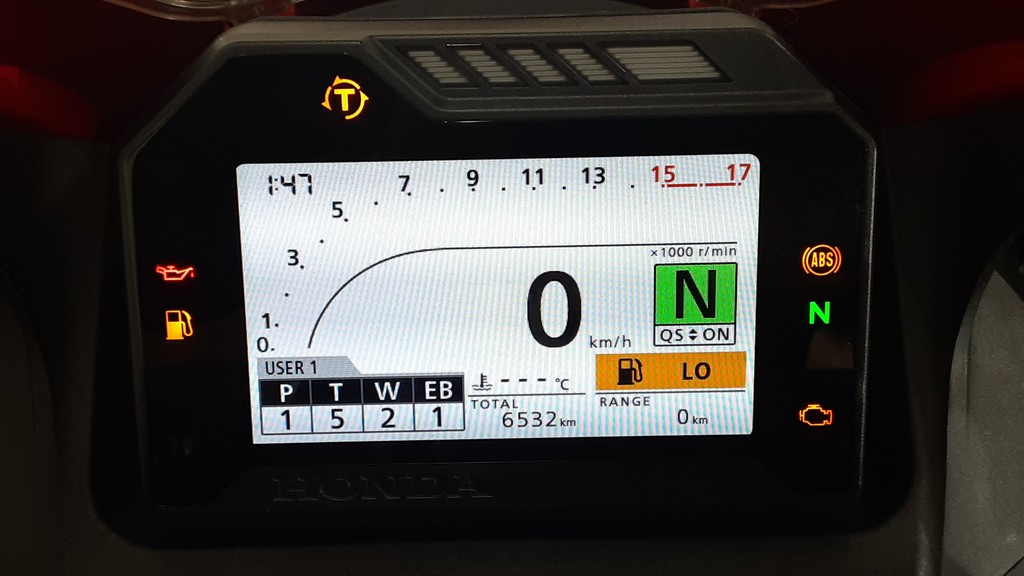 T
1:47
7 9 11 13 15 17
5
3
1
0
×1000 r/min
0 km/h
N
QS ON
ABS
N
USER 1
P T W EB
1 5 2 1
--- °C
TOTAL
6532 km
LO
RANGE
0 km
HONDA